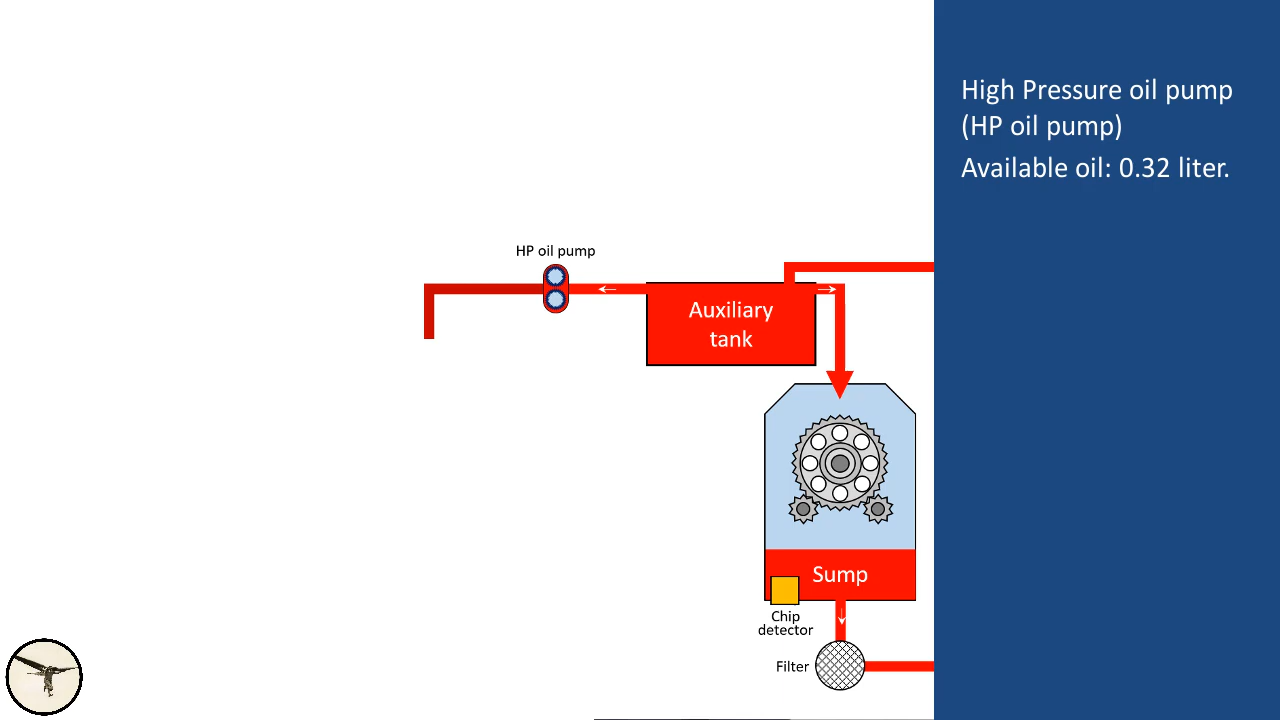 High Pressure oil pump
(HP oil pump)
Available oil: 0.32 liter.
HP oil pump
Auxiliary
tank
Sump
Chip
detector
Filter